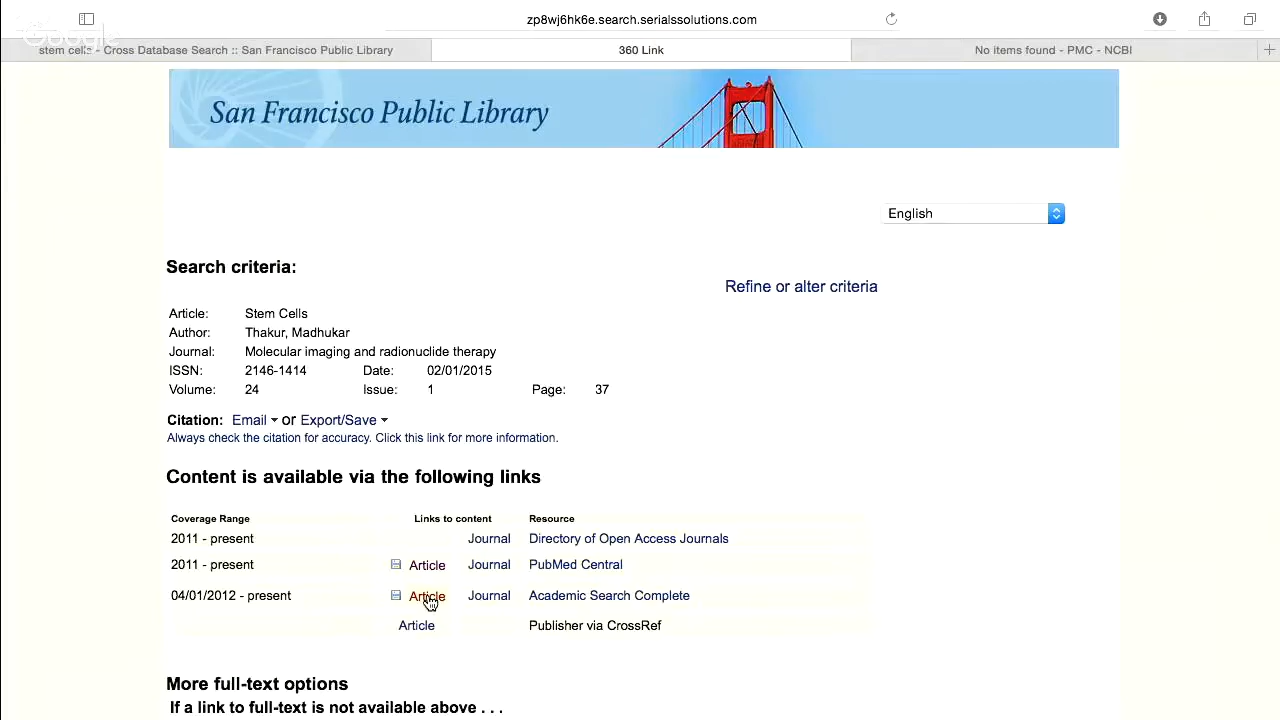 zp8wj6hk6e.search.serialssolutions.com
Google
stem cells - Cross Database Search :: San Francisco Public Library
360 Link
No items found - PMC - NCBI
San Francisco Public Library
English
Search criteria:
Refine or alter criteria
Article: Stem Cells
Author: Thakur, Madhukar
Journal: Molecular imaging and radionuclide therapy
ISSN: 2146-1414 Date: 02/01/2015
Volume: 24 Issue: 1 Page: 37
Citation: Email or Export/Save
Always check the citation for accuracy. Click this link for more information.
Content is available via the following links
Coverage Range Links to content Resource
2011 - present Journal Directory of Open Access Journals
2011 - present Article Journal PubMed Central
04/01/2012 - present Article Journal Academic Search Complete
Article Publisher via CrossRef
More full-text options
If a link to full-text is not available above . . .